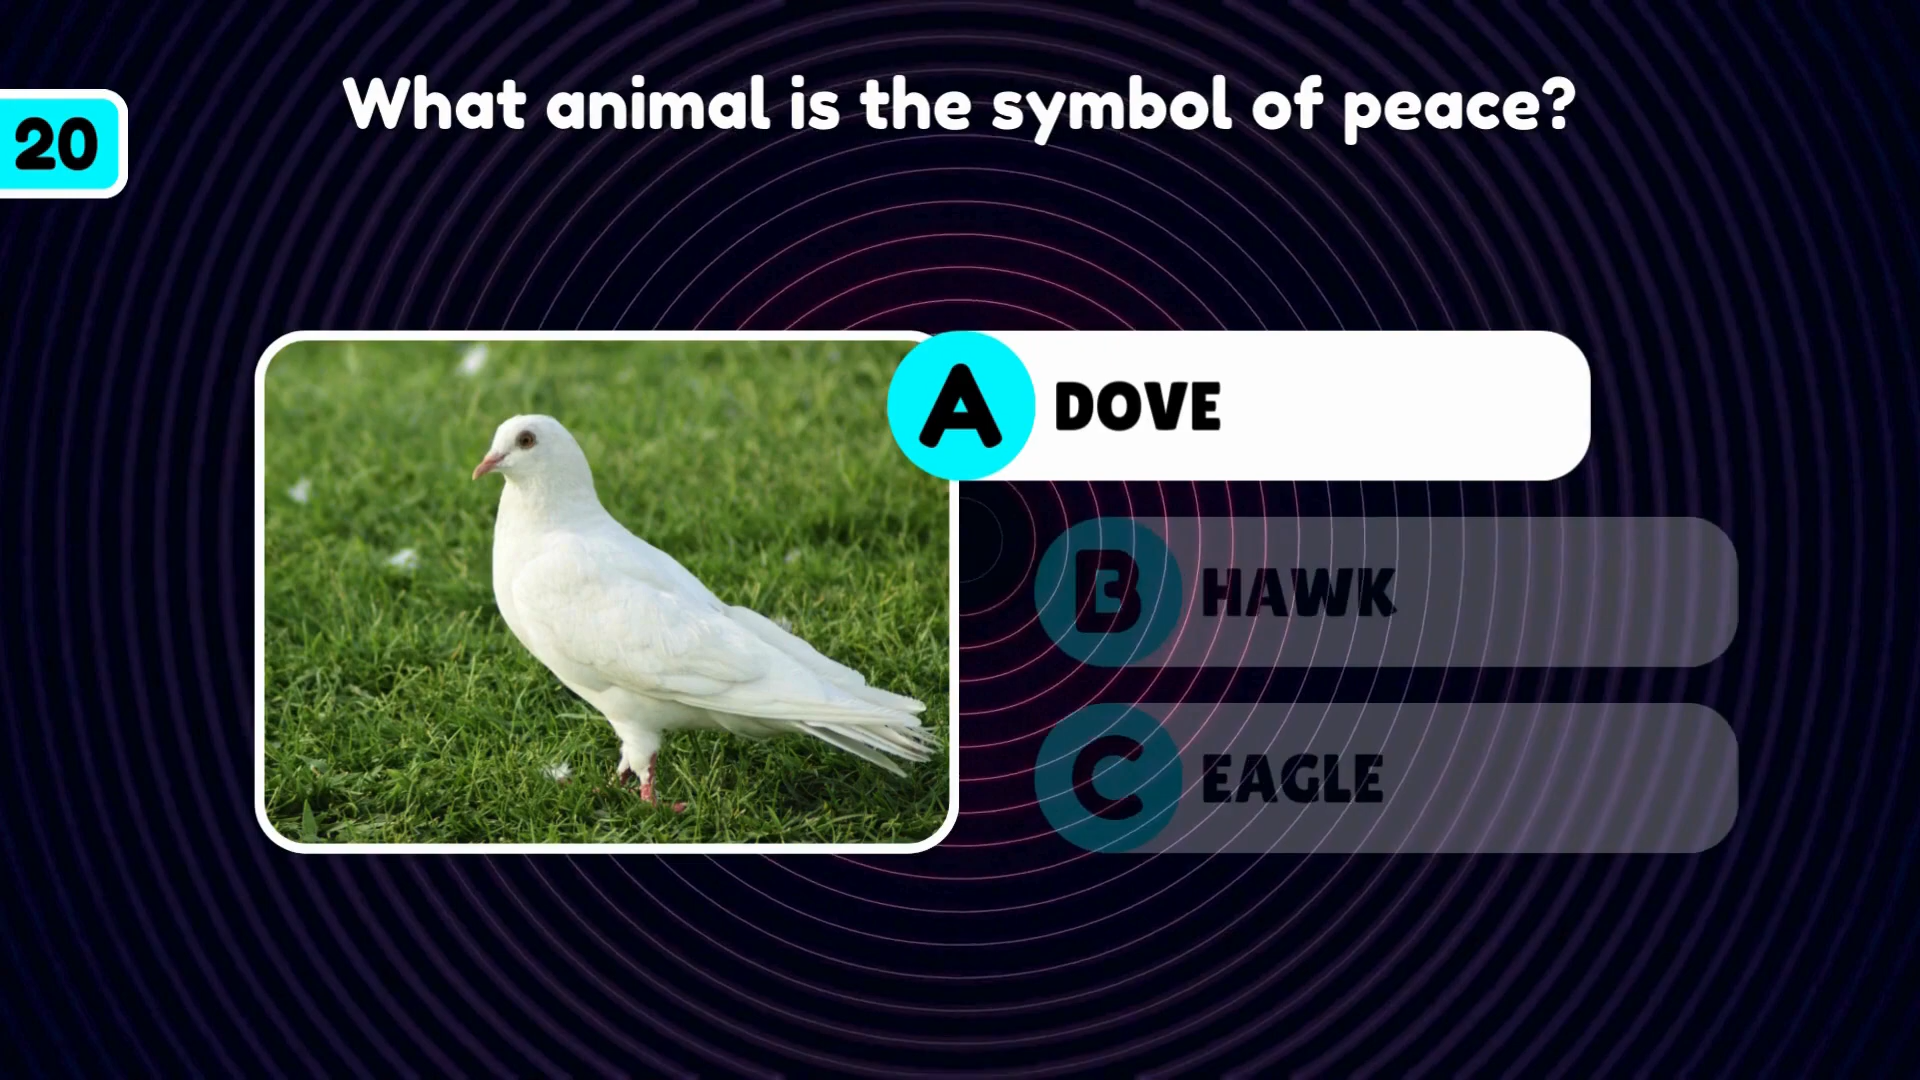 What animal is the symbol of peace?
20
A DOVE
B HAWK
C EAGLE